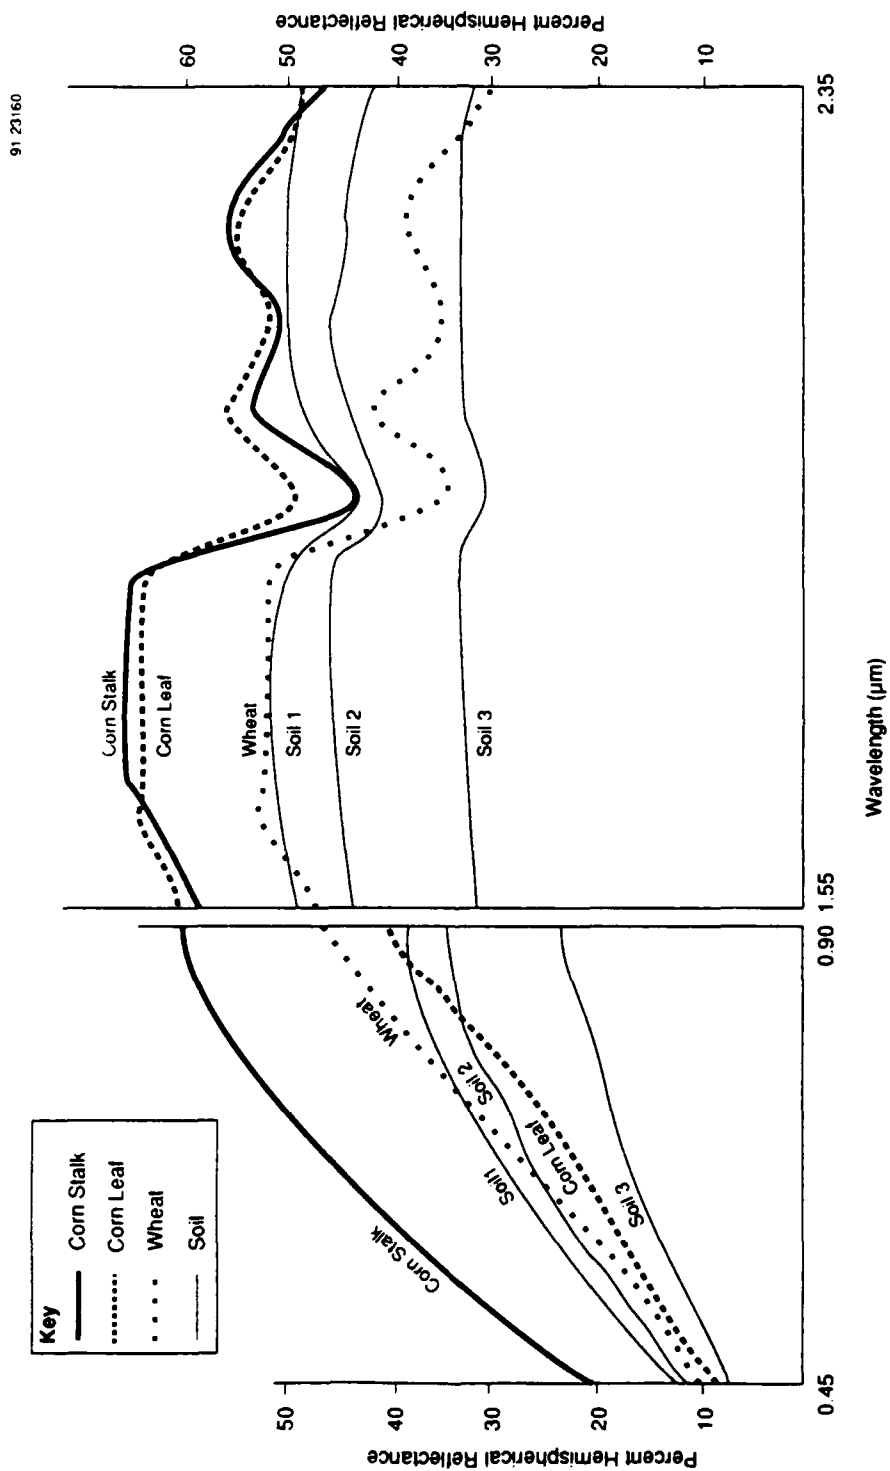 91 23160
Key
Corn Stalk
Corn Leaf
Wheat
Soil
Percent Hemispherical Reflectance
50
40
30
20
10
Corn Stalk
Soil1
Wheat
Soil 2
Corn Leaf
Soil 3
Corn Stalk
Corn Leaf
Wheat
Soil 1
Soil 2
Soil 3
Percent Hemispherical Reflectance
60
50
40
30
20
10
0.45
0.90
1.55
2.35
Wavelength (μm)